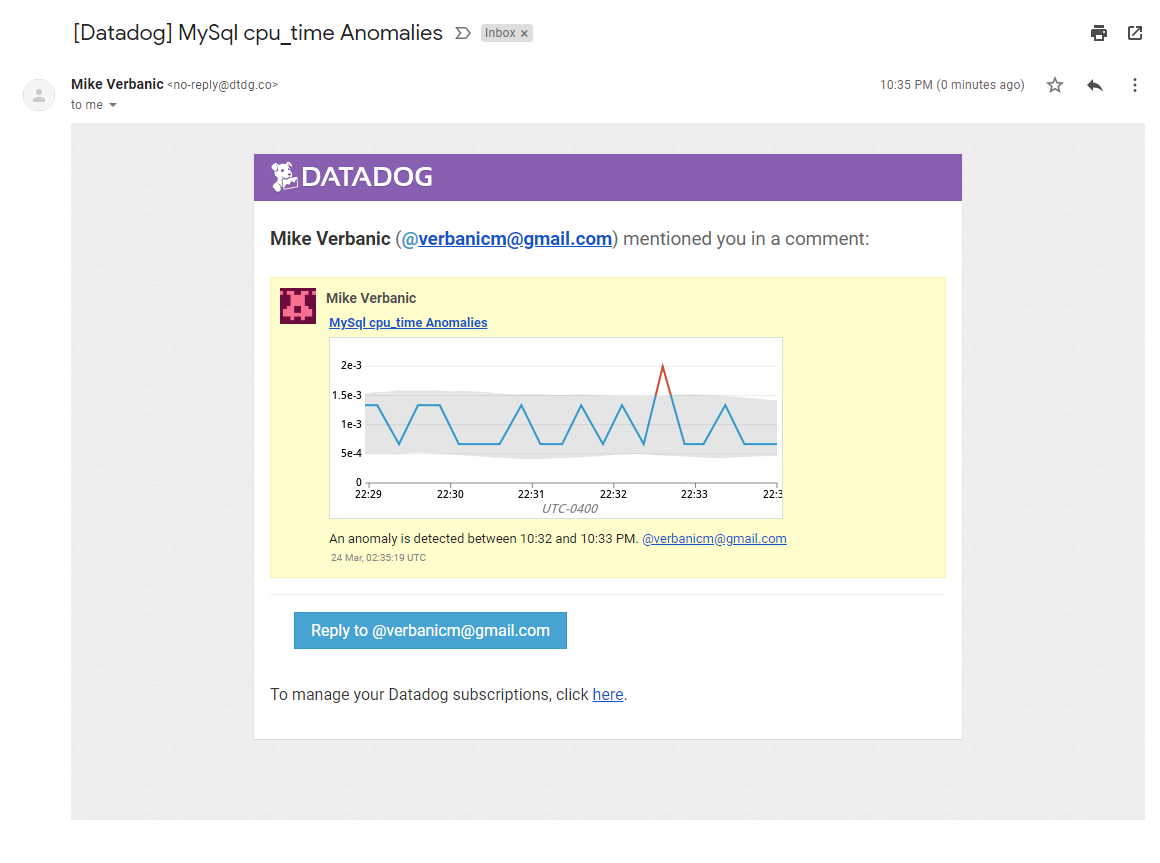 [Datadog] MySql cpu_time Anomalies Inbox ×
Mike Verbanic <no-reply@dtdg.co> 10:35 PM (0 minutes ago)
to me
DATADOG
Mike Verbanic (@verbanicm@gmail.com) mentioned you in a comment:
Mike Verbanic
MySql cpu_time Anomalies
2e-3
1.5e-3
1e-3
5e-4
0
22:29 22:30 22:31 22:32 22:33 22:3
UTC-0400
An anomaly is detected between 10:32 and 10:33 PM. @verbanicm@gmail.com
24 Mar, 02:35:19 UTC
Reply to @verbanicm@gmail.com
To manage your Datadog subscriptions, click here.